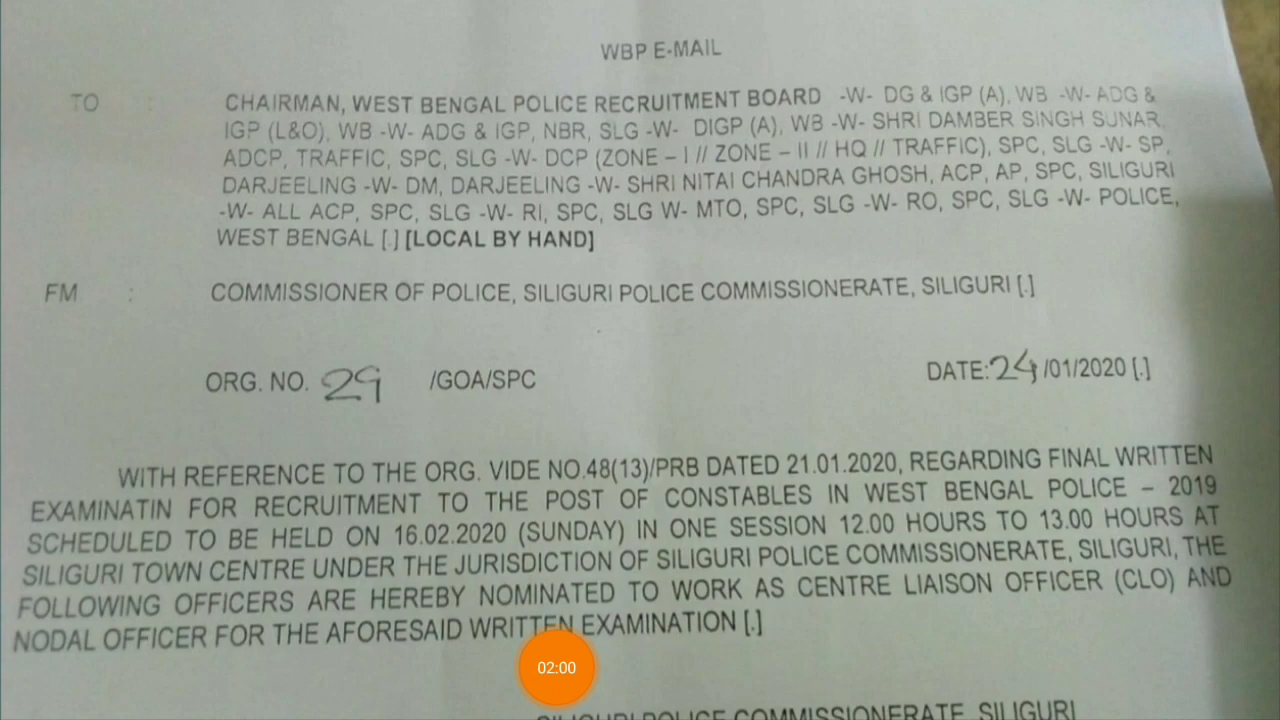 WBP E-MAIL
TO : CHAIRMAN, WEST BENGAL POLICE RECRUITMENT BOARD -W- DG & IGP (A), WB -W- ADG &
IGP (L&O), WB -W- ADG & IGP, NBR, SLG -W- DIGP (A), WB -W- SHRI DAMBER SINGH SUNAR,
ADCP, TRAFFIC, SPC, SLG -W- DCP (ZONE – I // ZONE – II // HQ // TRAFFIC), SPC, SLG -W- SP,
DARJEELING -W- DM, DARJEELING -W- SHRI NITAI CHANDRA GHOSH, ACP, AP, SPC, SILIGURI
-W- ALL ACP, SPC, SLG -W- RI, SPC, SLG W- MTO, SPC, SLG -W- RO, SPC, SLG -W- POLICE,
WEST BENGAL [.] [LOCAL BY HAND]
FM : COMMISSIONER OF POLICE, SILIGURI POLICE COMMISSIONERATE, SILIGURI [.]
ORG. NO. 29 /GOA/SPC DATE:24/01/2020 [.]
WITH REFERENCE TO THE ORG. VIDE NO.48(13)/PRB DATED 21.01.2020, REGARDING FINAL WRITTEN
EXAMINATIN FOR RECRUITMENT TO THE POST OF CONSTABLES IN WEST BENGAL POLICE – 2019
SCHEDULED TO BE HELD ON 16.02.2020 (SUNDAY) IN ONE SESSION 12.00 HOURS TO 13.00 HOURS AT
SILIGURI TOWN CENTRE UNDER THE JURISDICTION OF SILIGURI POLICE COMMISSIONERATE, SILIGURI, THE
FOLLOWING OFFICERS ARE HEREBY NOMINATED TO WORK AS CENTRE LIAISON OFFICER (CLO) AND
NODAL OFFICER FOR THE AFORESAID WRITTEN EXAMINATION [.]
02:00
SILIGURI POLICE COMMISSIONERATE, SILIGURI